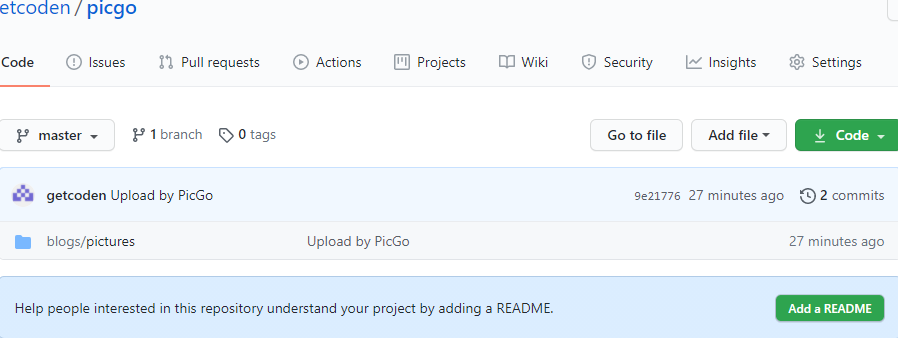 etcoden / picgo
Code Issues Pull requests Actions Projects Wiki Security Insights Settings
master 1 branch 0 tags Go to file Add file Code
getcoden Upload by PicGo 9e21776 27 minutes ago 2 commits
blogs/pictures Upload by PicGo 27 minutes ago
Help people interested in this repository understand your project by adding a README. Add a README